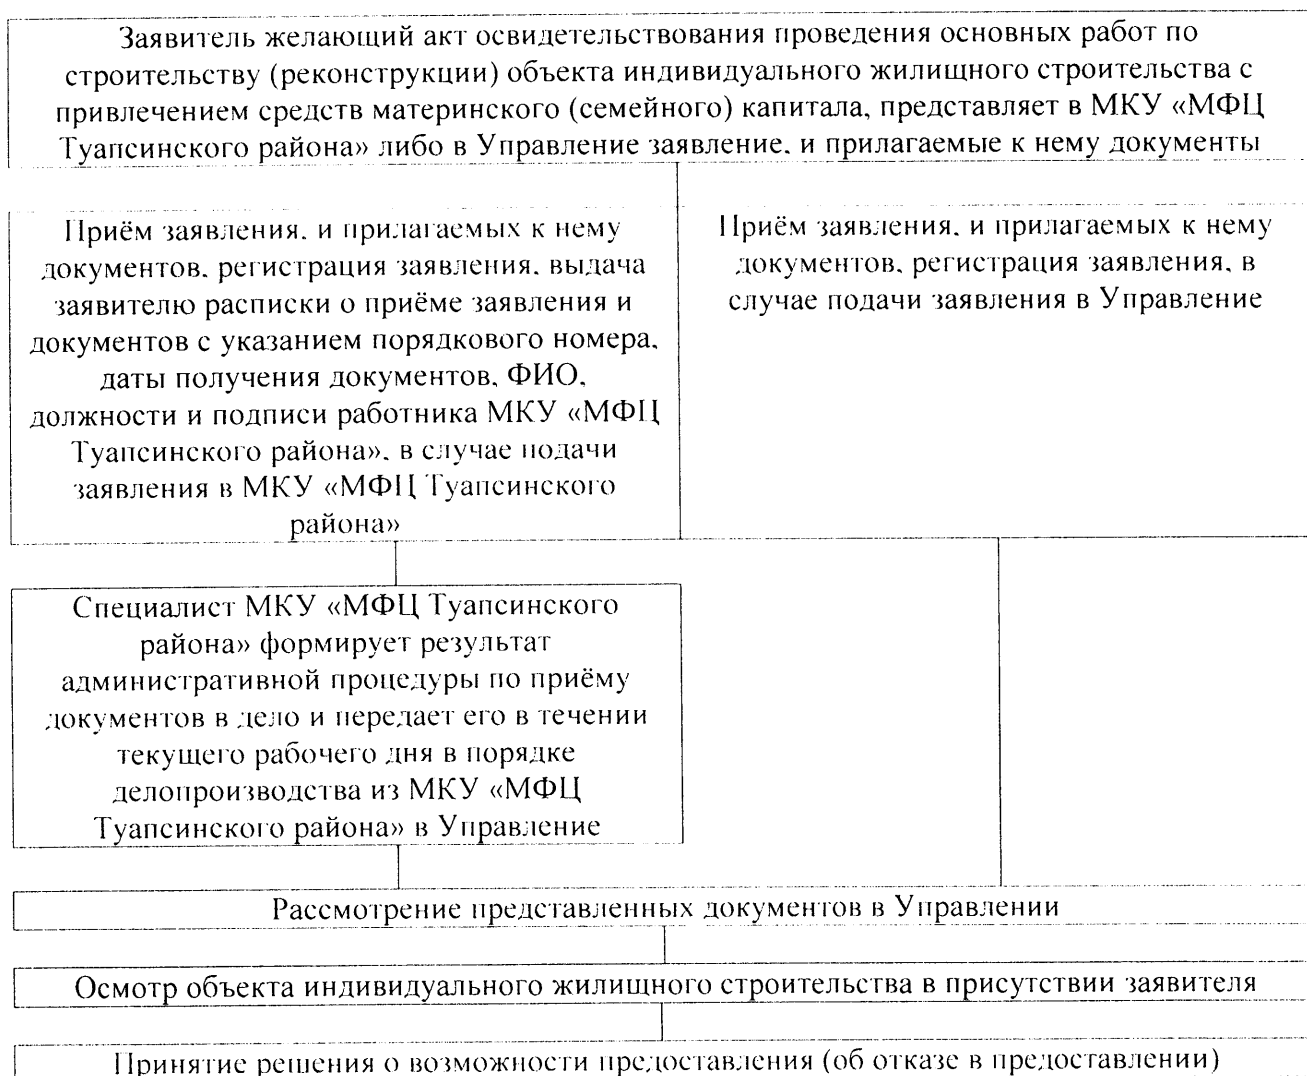 Заявитель желающий акт освидетельствования проведения основных работ по
строительству (реконструкции) объекта индивидуального жилищного строительства с
привлечением средств материнского (семейного) капитала, представляет в МКУ «МФЦ
Туапсинского района» либо в Управление заявление, и прилагаемые к нему документы
Приём заявления, и прилагаемых к нему
документов, регистрация заявления, выдача
заявителю расписки о приёме заявления и
документов с указанием порядкового номера,
даты получения документов, ФИО,
должности и подписи работника МКУ «МФЦ
Туапсинского района», в случае подачи
заявления в МКУ «МФЦ Туапсинского
района»
Приём заявления, и прилагаемых к нему
документов, регистрация заявления, в
случае подачи заявления в Управление
Специалист МКУ «МФЦ Туапсинского
района» формирует результат
административной процедуры по приёму
документов в дело и передает его в течении
текущего рабочего дня в порядке
делопроизводства из МКУ «МФЦ
Туапсинского района» в Управление
Рассмотрение представленных документов в Управлении
Осмотр объекта индивидуального жилищного строительства в присутствии заявителя
Принятие решения о возможности предоставления (об отказе в предоставлении)